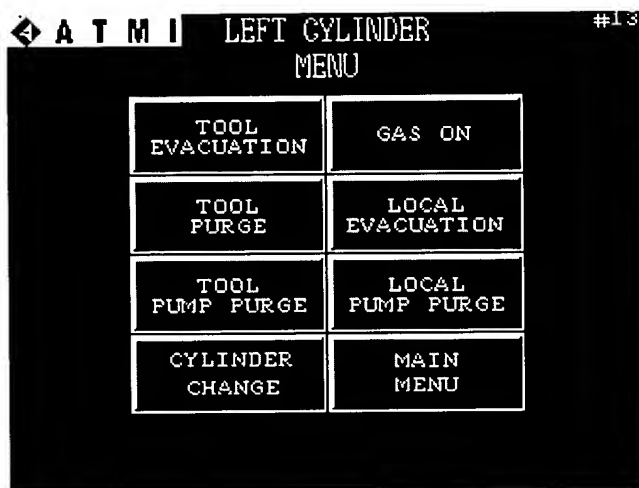 ATMI LEFT CYLINDER #13
MENU
TOOL
EVACUATION
GAS ON
TOOL
PURGE
LOCAL
EVACUATION
TOOL
PUMP PURGE
LOCAL
PUMP PURGE
CYLINDER
CHANGE
MAIN
MENU